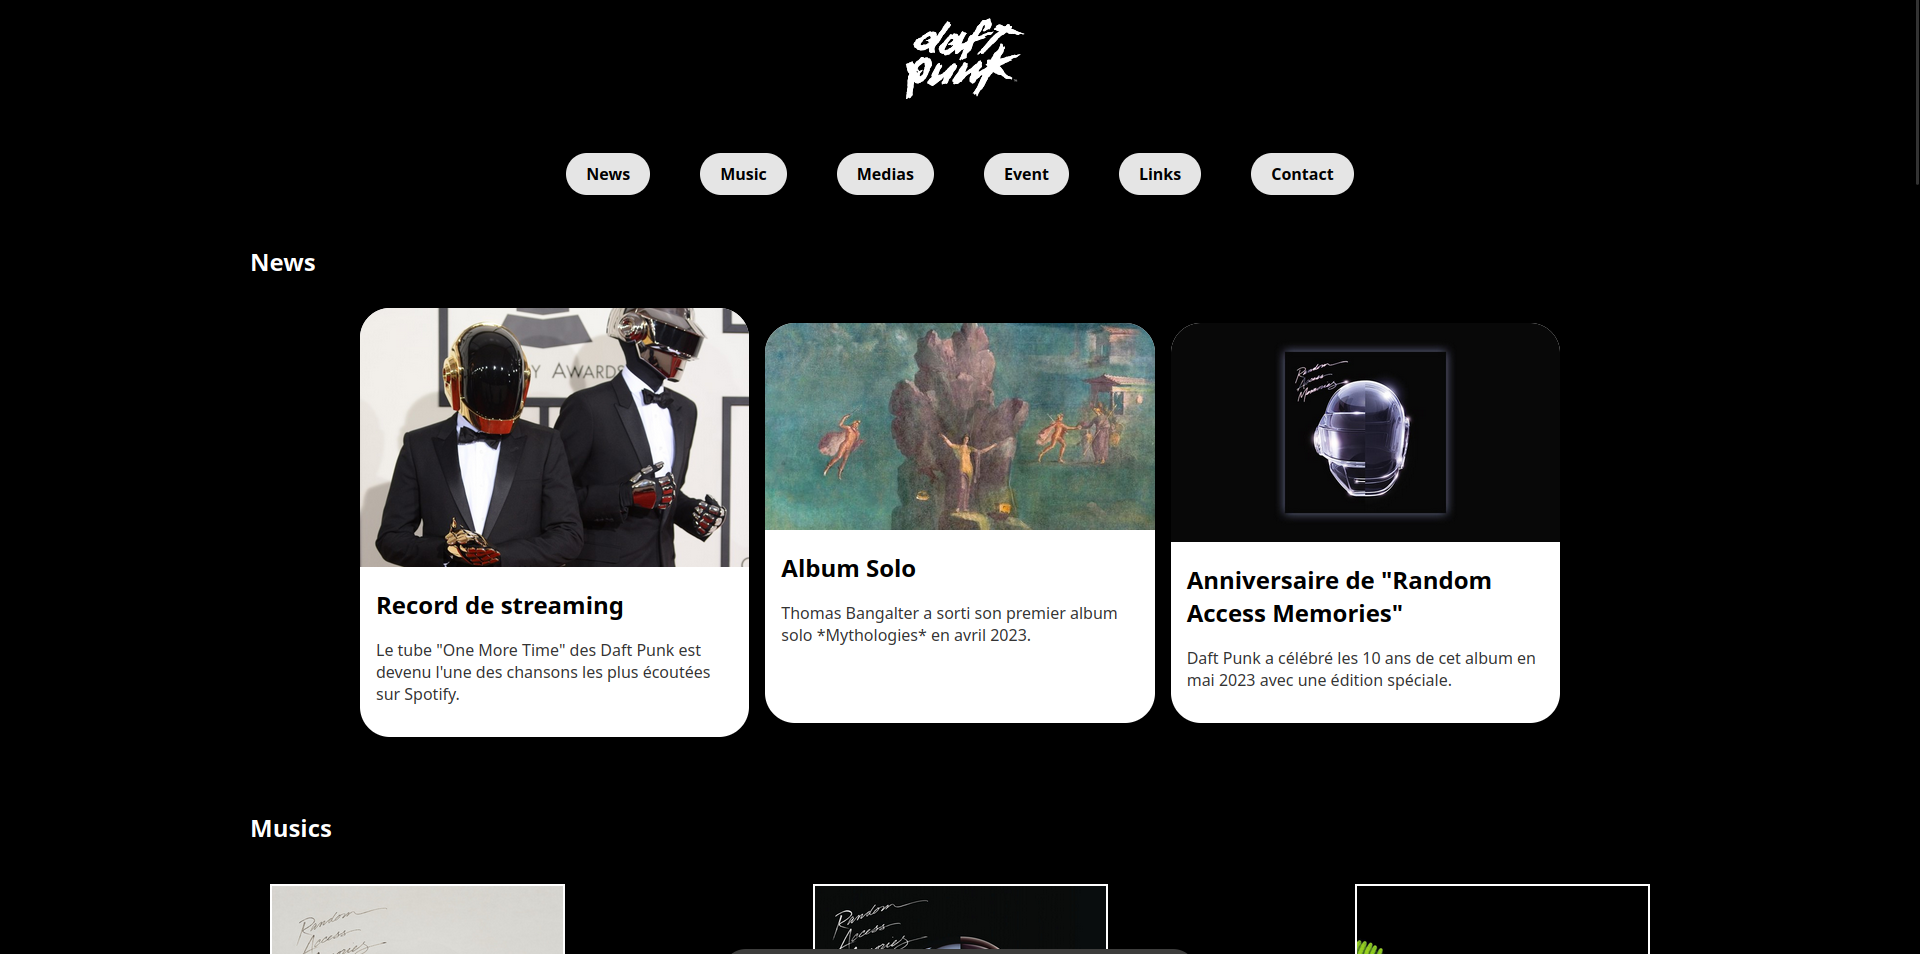 daft
punk
News
Music
Medias
Event
Links
Contact
News
Y AWARDS
Random
Access
Memories
Record de streaming
Le tube "One More Time" des Daft Punk est
devenu l'une des chansons les plus écoutées
sur Spotify.
Album Solo
Thomas Bangalter a sorti son premier album
solo *Mythologies* en avril 2023.
Anniversaire de "Random
Access Memories"
Daft Punk a célébré les 10 ans de cet album en
mai 2023 avec une édition spéciale.
Musics
Random
Access
Random
Access
Memories